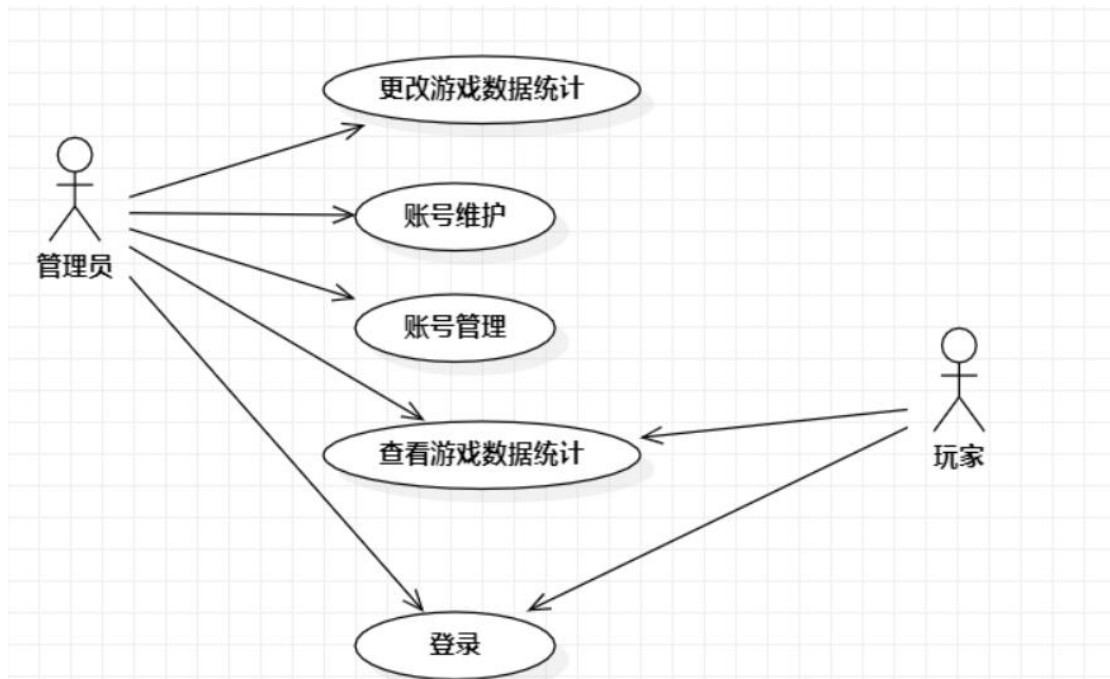 更改游戏数据统计
账号维护
管理员
账号管理
查看游戏数据统计
玩家
登录